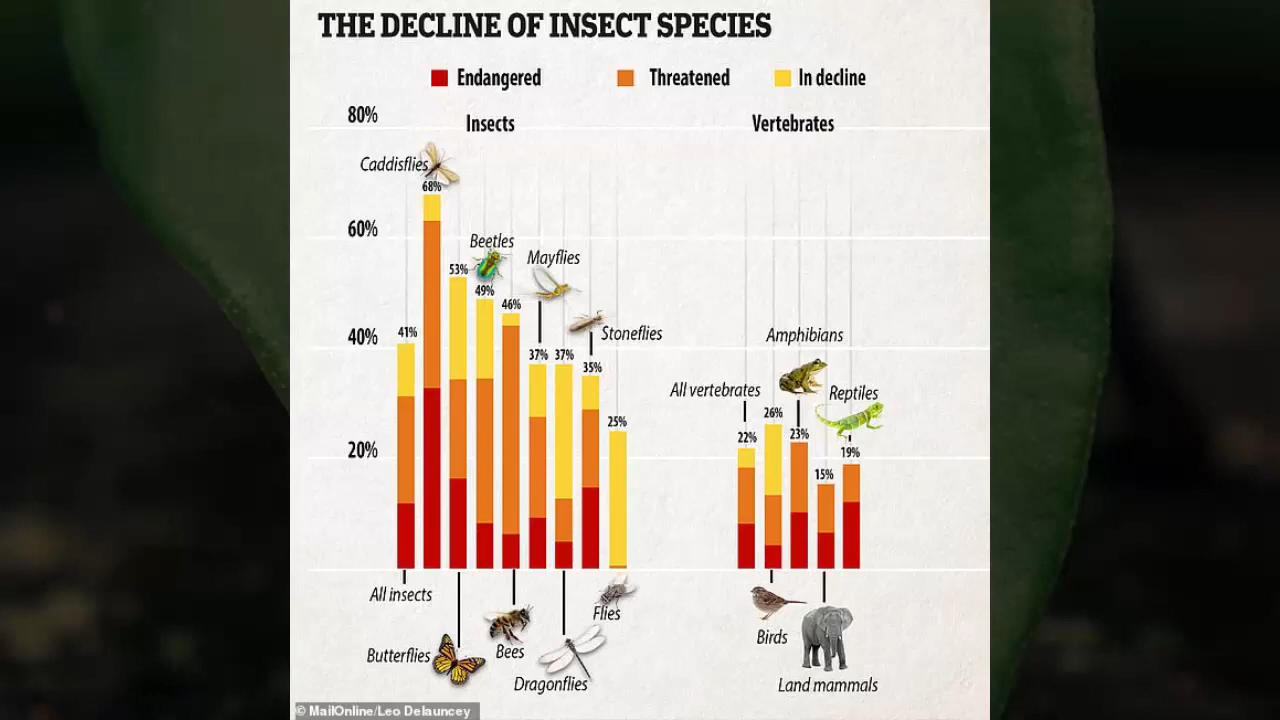 THE DECLINE OF INSECT SPECIES
Endangered Threatened In decline
80%
Insects Vertebrates
Caddisflies
68%
60%
Beetles
Mayflies
53%
49%
46%
41%
40%
Stoneflies
Amphibians
37% 37%
35%
All vertebrates
Reptiles
25%
26%
22%
23%
20%
19%
15%
All insects
Flies
Butterflies
Bees
Dragonflies
Birds
Land mammals
© MailOnline/Leo Delauncey